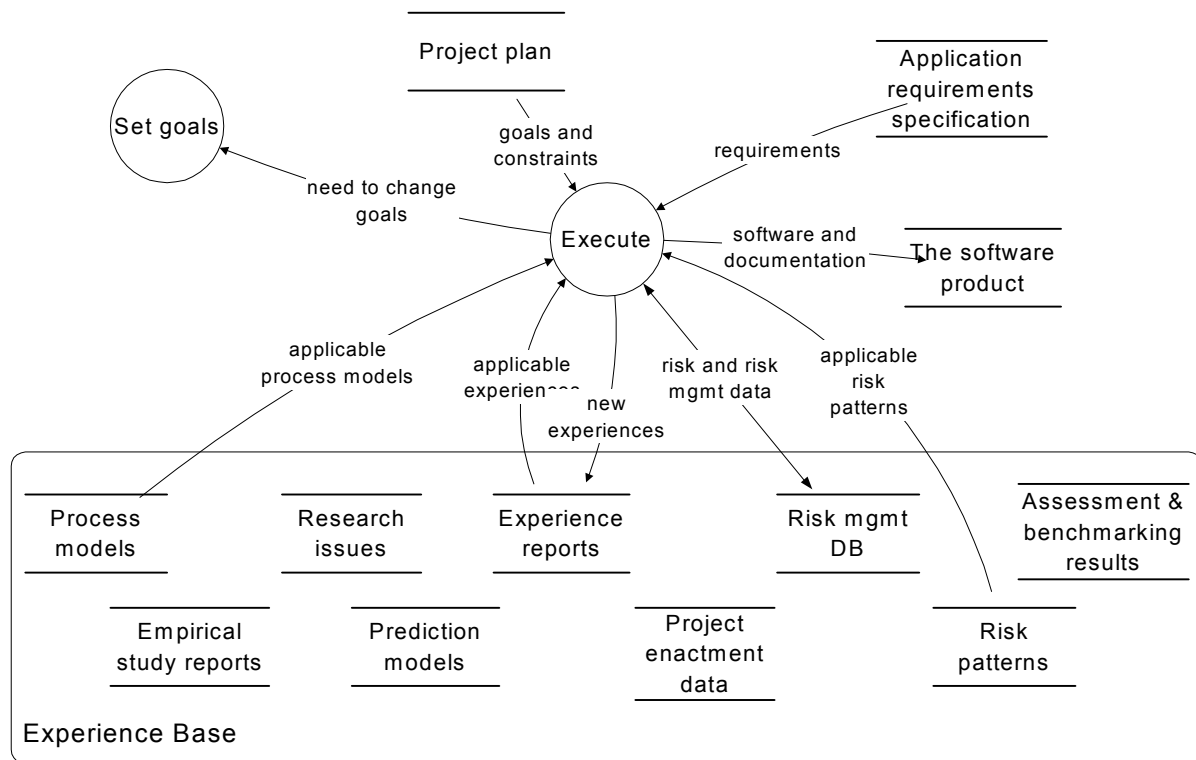 Project plan
Application
requirements
specification
Set goals
goals and
constraints
requirements
need to change
goals
Execute
software and
documentation
The software
product
applicable
process models
applicable
experiences
new
experiences
risk and risk
mgmt data
applicable
risk
patterns
Process
models
Research
issues
Experience
reports
Risk mgmt
DB
Assessment &
benchmarking
results
Empirical
study reports
Prediction
models
Project
enactment
data
Risk
patterns
Experience Base